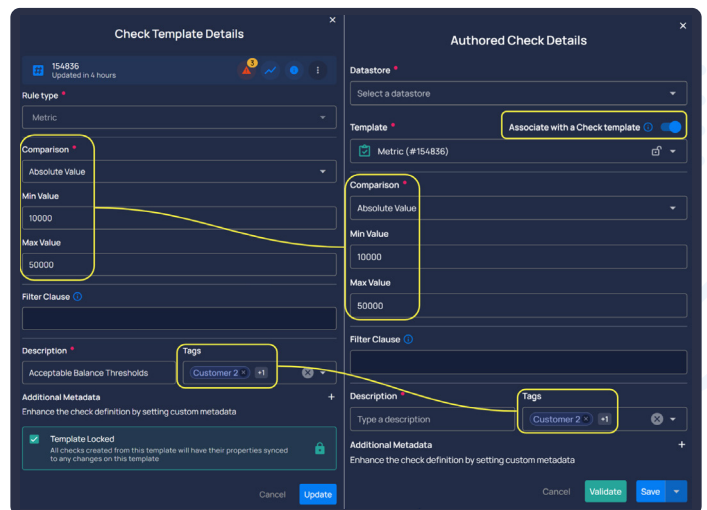 Check Template Details
154836
Updated in 4 hours
3
Rule type *
Metric
Comparison *
Absolute Value
Min Value
10000
Max Value
50000
Filter Clause
Description *
Tags
Acceptable Balance Thresholds
Customer 2 ×
+1
Additional Metadata
+
Enhance the check definition by setting custom metadata
Template Locked
All checks created from this template will have their properties synced
to any changes on this template
Cancel
Update
Authored Check Details
Datastore *
Select a datastore
Template *
Associate with a Check template
Metric (#154836)
Comparison *
Absolute Value
Min Value
10000
Max Value
50000
Filter Clause
Description *
Tags
Type a description
Customer 2 ×
+1
Additional Metadata
+
Enhance the check definition by setting custom metadata
Cancel
Validate
Save